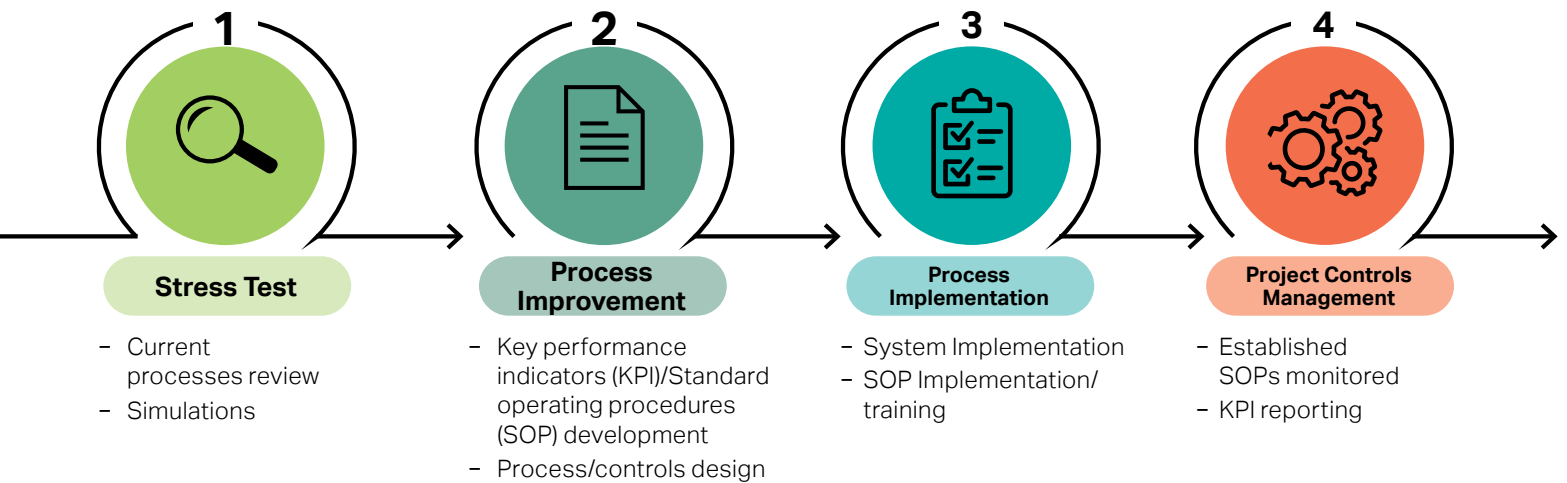 1
Stress Test
– Current
processes review
– Simulations
2
Process
Improvement
– Key performance
indicators (KPI)/Standard
operating procedures
(SOP) development
– Process/controls design
3
Process
Implementation
– System Implementation
– SOP Implementation/
training
4
Project Controls
Management
– Established
SOPs monitored
– KPI reporting